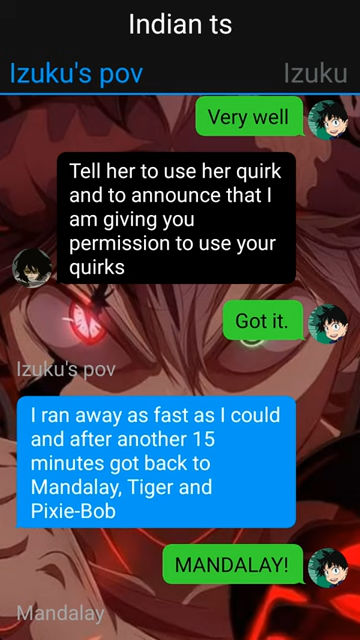 Indian ts
Izuku's pov
Izuku
Very well
Tell her to use her quirk
and to announce that I
am giving you
permission to use your
quirks
Got it.
Izuku's pov
I ran away as fast as I could
and after another 15
minutes got back to
Mandalay, Tiger and
Pixie-Bob
MANDALAY!
Mandalay